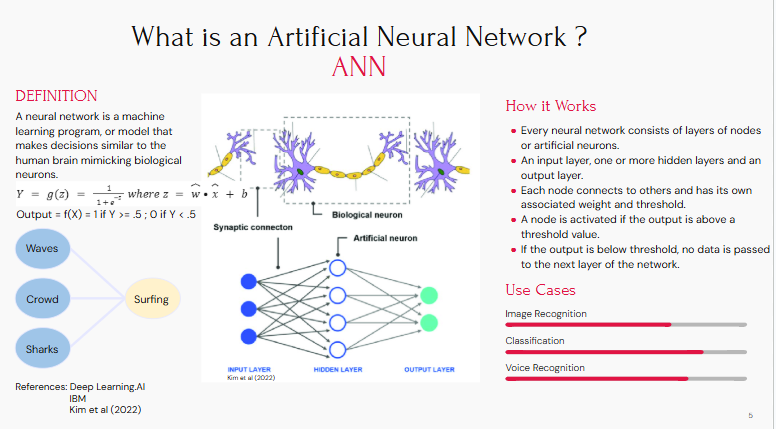 What is an Artificial Neural Network ?
ANN
DEFINITION
A neural network is a machine
learning program, or model that
makes decisions similar to the
human brain mimicking biological
neurons.
Y = g(z) = 1 / 1+e^-z where z = ŵ • x̂ + b
Output = f(X) = 1 if Y >= .5 ; 0 if Y < .5
Waves
Crowd
Sharks
Surfing
References: Deep Learning.AI
IBM
Kim et al (2022)
Biological neuron
Synaptic connecton
Artificial neuron
INPUT LAYER
HIDDEN LAYER
OUTPUT LAYER
Kim et al (2022)
How it Works
Every neural network consists of layers of nodes
or artificial neurons.
An input layer, one or more hidden layers and an
output layer.
Each node connects to others and has its own
associated weight and threshold.
A node is activated if the output is above a
threshold value.
If the output is below threshold, no data is passed
to the next layer of the network.
Use Cases
Image Recognition
Classification
Voice Recognition
5